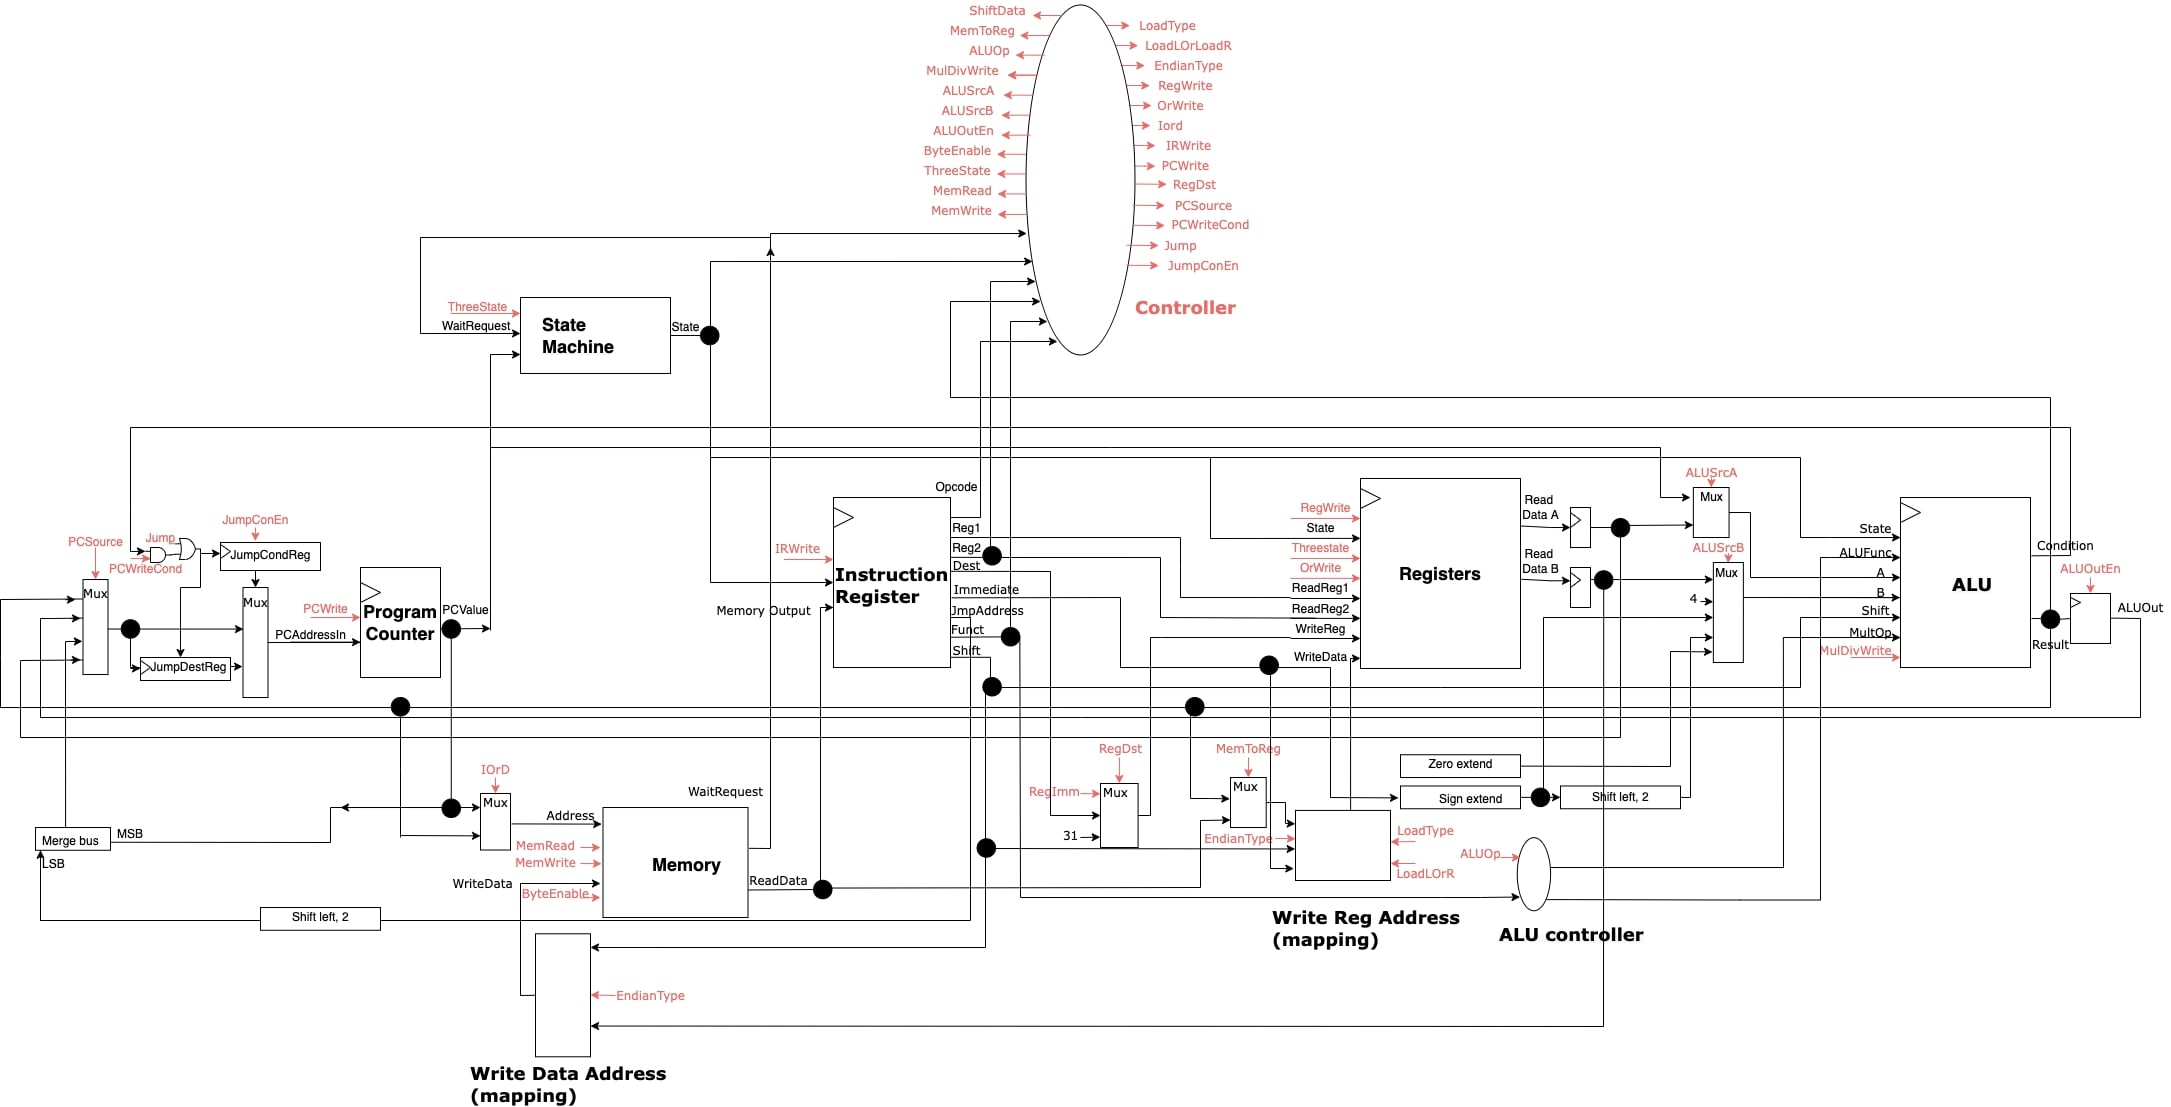 ShiftData
MemToReg
ALUOp
MulDivWrite
ALUSrcA
ALUSrcB
ALUOutEn
ByteEnable
ThreeState
MemRead
MemWrite
LoadType
LoadLOrLoadR
EndianType
RegWrite
OrWrite
Iord
IRWrite
PCWrite
RegDst
PCSource
PCWriteCond
Jump
JumpConEn
Controller
ThreeState
WaitRequest
State
Machine
State
PCSource
Jump
PCWriteCond
JumpConEn
JumpCondReg
Mux
Mux
JumpDestReg
PCWrite
PCAddressIn
Program
Counter
PCValue
Opcode
IRWrite
Memory Output
Instruction
Register
Reg1
Reg2
Dest
Immediate
JmpAddress
Funct
Shift
RegWrite
State
Threestate
OrWrite
ReadReg1
ReadReg2
WriteReg
WriteData
Registers
Read
Data A
Read
Data B
ALUSrcA
Mux
ALUSrcB
Mux
4
State
ALUFunc
A
B
Shift
MultOp
MulDivWrite
ALU
Condition
Result
ALUOutEn
ALUOut
IOrD
Mux
Merge bus
MSB
LSB
Shift left, 2
Address
MemRead
MemWrite
WriteData
ByteEnable
Memory
WaitRequest
ReadData
RegDst
RegImm
Mux
31
MemToReg
Mux
EndianType
LoadType
LoadLOrR
Write Reg Address
(mapping)
Zero extend
Sign extend
Shift left, 2
ALUOp
ALU controller
EndianType
Write Data Address
(mapping)